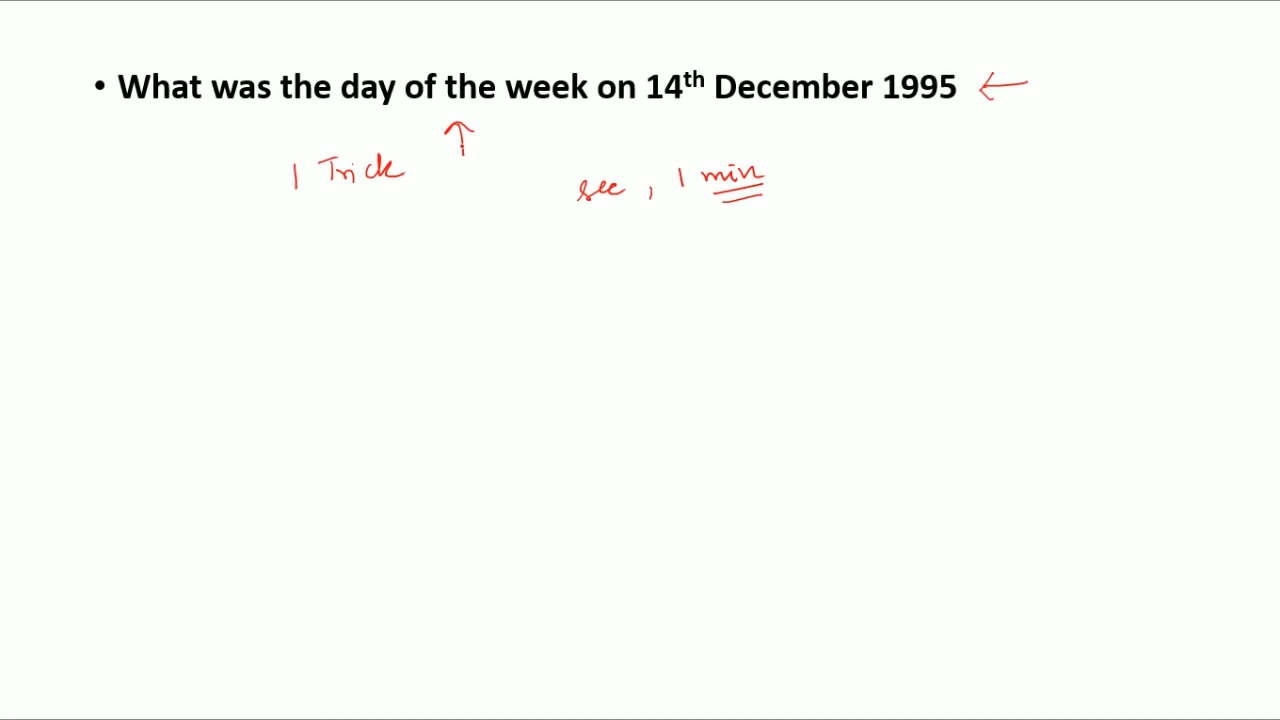 • What was the day of the week on 14th December 1995
1 Trick
sec, 1 min